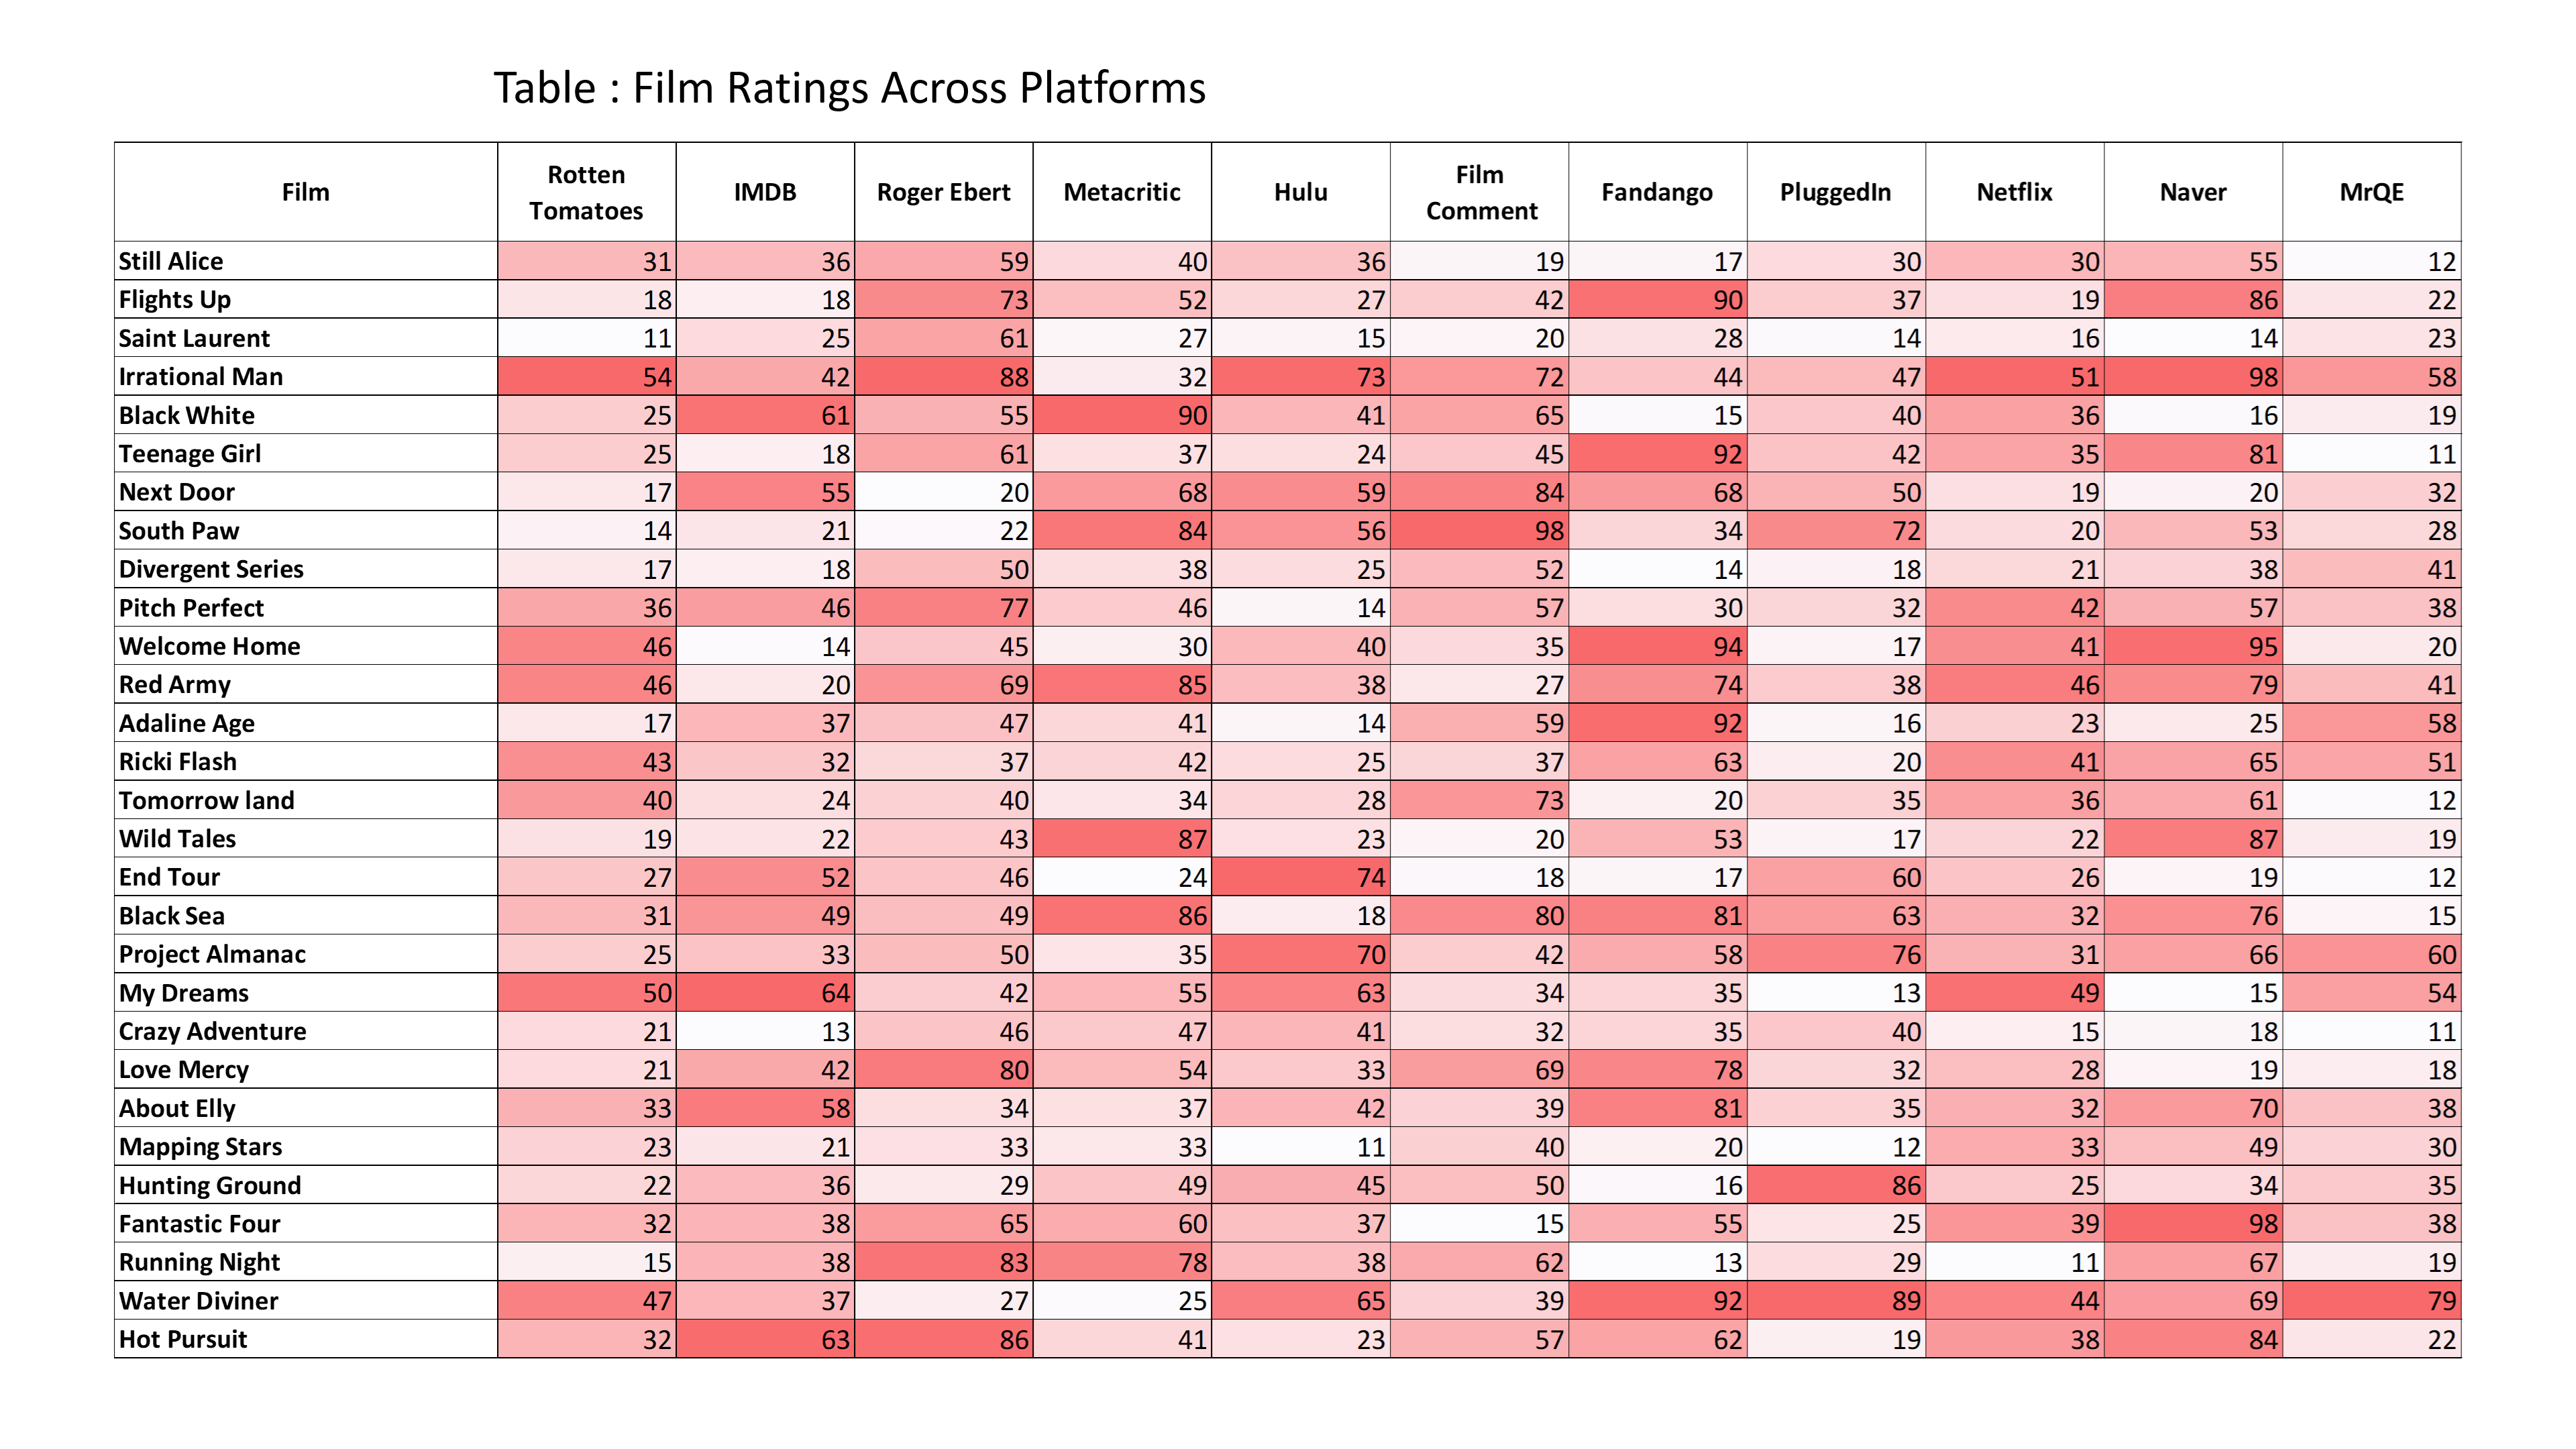 Table : Film Ratings Across Platforms
Film Rotten Tomatoes IMDB Roger Ebert Metacritic Hulu Film Comment Fandango PluggedIn Netflix Naver MrQE
Still Alice 31 36 59 40 36 19 17 30 30 55 12
Flights Up 18 18 73 52 27 42 90 37 19 86 22
Saint Laurent 11 25 61 27 15 20 28 14 16 14 23
Irrational Man 54 42 88 32 73 72 44 47 51 98 58
Black White 25 61 55 90 41 65 15 40 36 16 19
Teenage Girl 25 18 61 37 24 45 92 42 35 81 11
Next Door 17 55 20 68 59 84 68 50 19 20 32
South Paw 14 21 22 84 56 98 34 72 20 53 28
Divergent Series 17 18 50 38 25 52 14 18 21 38 41
Pitch Perfect 36 46 77 46 14 57 30 32 42 57 38
Welcome Home 46 14 45 30 40 35 94 17 41 95 20
Red Army 46 20 69 85 38 27 74 38 46 79 41
Adaline Age 17 37 47 41 14 59 92 16 23 25 58
Ricki Flash 43 32 37 42 25 37 63 20 41 65 51
Tomorrow land 40 24 40 34 28 73 20 35 36 61 12
Wild Tales 19 22 43 87 23 20 53 17 22 87 19
End Tour 27 52 46 24 74 18 17 60 26 19 12
Black Sea 31 49 49 86 18 80 81 63 32 76 15
Project Almanac 25 33 50 35 70 42 58 76 31 66 60
My Dreams 50 64 42 55 63 34 35 13 49 15 54
Crazy Adventure 21 13 46 47 41 32 35 40 15 18 11
Love Mercy 21 42 80 54 33 69 78 32 28 19 18
About Elly 33 58 34 37 42 39 81 35 32 70 38
Mapping Stars 23 21 33 33 11 40 20 12 33 49 30
Hunting Ground 22 36 29 49 45 50 16 86 25 34 35
Fantastic Four 32 38 65 60 37 15 55 25 39 98 38
Running Night 15 38 83 78 38 62 13 29 11 67 19
Water Diviner 47 37 27 25 65 39 92 89 44 69 79
Hot Pursuit 32 63 86 41 23 57 62 19 38 84 22